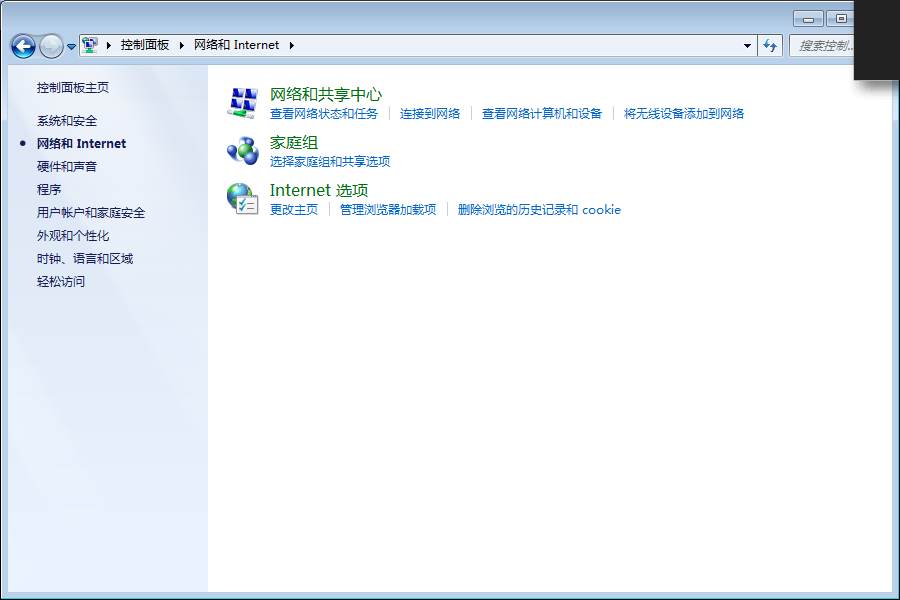 控制面板 网络和 Internet
搜索控制...
控制面板主页
系统和安全
网络和 Internet
硬件和声音
程序
用户帐户和家庭安全
外观和个性化
时钟、语言和区域
轻松访问
网络和共享中心
查看网络状态和任务 连接到网络 查看网络计算机和设备 将无线设备添加到网络
家庭组
选择家庭组和共享选项
Internet 选项
更改主页 管理浏览器加载项 删除浏览的历史记录和 cookie